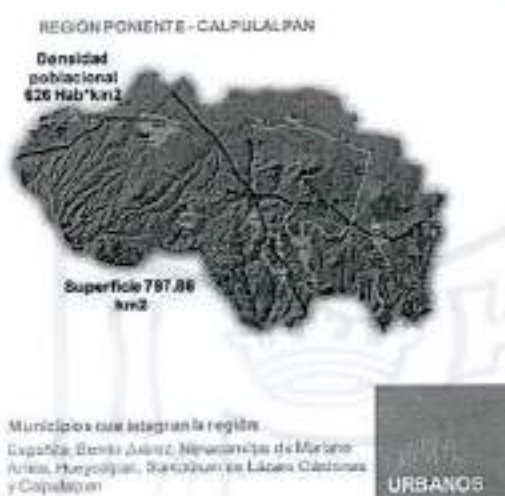 REGIÓN PONIENTE - CALPULALPAN
Densidad
poblacional
626 Hab*km2
Superficie 787.86
km2
Municipios que integran la región
Españita, Benito Juárez, Nanacamilpa de Mariano
Arista, Hueyotlipan, Sanctórum de Lázaro Cárdenas
y Calpulalpan
URBANOS